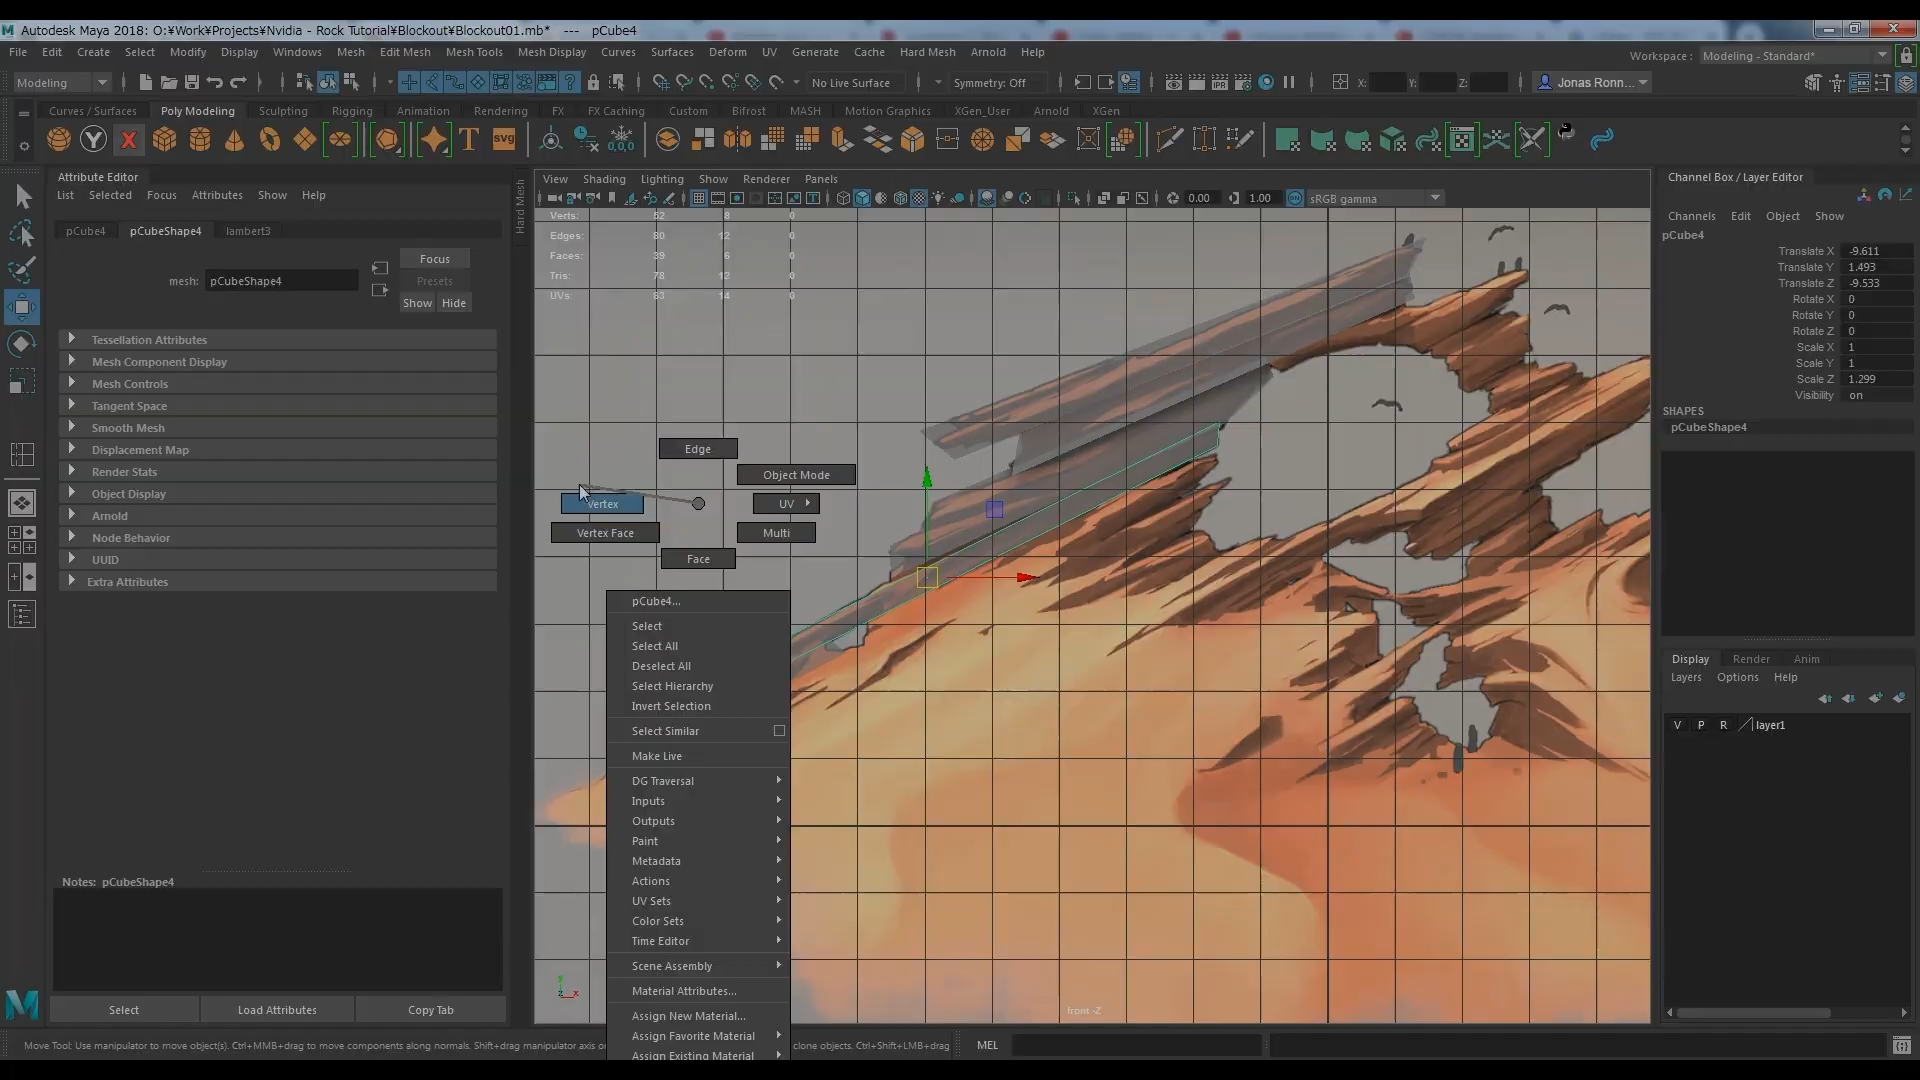 Autodesk Maya 2018: O:¥Work¥Projects¥Nvidia - Rock Tutorial¥Blockout¥Blockout01.mb* --- pCube4
File Edit Create Select Modify Display Windows Mesh Edit Mesh Mesh Tools Mesh Display Curves Surfaces Deform UV Generate Cache Hard Mesh Arnold Help
Workspace : Modeling - Standard*
Modeling No Live Surface Symmetry: Off X: Y: Z: Jonas Ronn...
Curves / Surfaces Poly Modeling Sculpting Rigging Animation Rendering FX FX Caching Custom Bifrost MASH Motion Graphics XGen_User Arnold XGen
Attribute Editor
List Selected Focus Attributes Show Help
pCube4 pCubeShape4 lambert3
mesh: pCubeShape4
Focus
Presets
Show Hide
Tessellation Attributes
Mesh Component Display
Mesh Controls
Tangent Space
Smooth Mesh
Displacement Map
Render Stats
Object Display
Arnold
Node Behavior
UUID
Extra Attributes
Notes: pCubeShape4
Select Load Attributes Copy Tab
Hard Mesh
View Shading Lighting Show Renderer Panels
0.00 1.00 sRGB gamma
Verts: 52 8 0
Edges: 80 12 0
Faces: 39 6 0
Tris: 78 12 0
UVs: 83 14 0
Edge
Object Mode
Vertex
UV
Vertex Face
Multi
Face
pCube4...
Select
Select All
Deselect All
Select Hierarchy
Invert Selection
Select Similar
Make Live
DG Traversal
Inputs
Outputs
Paint
Metadata
Actions
UV Sets
Color Sets
Time Editor
Scene Assembly
Material Attributes...
Assign New Material...
Assign Favorite Material
Assign Existing Material
front -Z
Channel Box / Layer Editor
Channels Edit Object Show
pCube4
Translate X -9.611
Translate Y 1.493
Translate Z -9.533
Rotate X 0
Rotate Y 0
Rotate Z 0
Scale X 1
Scale Y 1
Scale Z 1.299
Visibility on
SHAPES
pCubeShape4
Display Render Anim
Layers Options Help
V P R layer1
Move Tool: Use manipulator to move object(s). Ctrl+MMB+drag to move components along normals. Shift+drag manipulator axis o
clone objects. Ctrl+Shift+LMB+drag
MEL